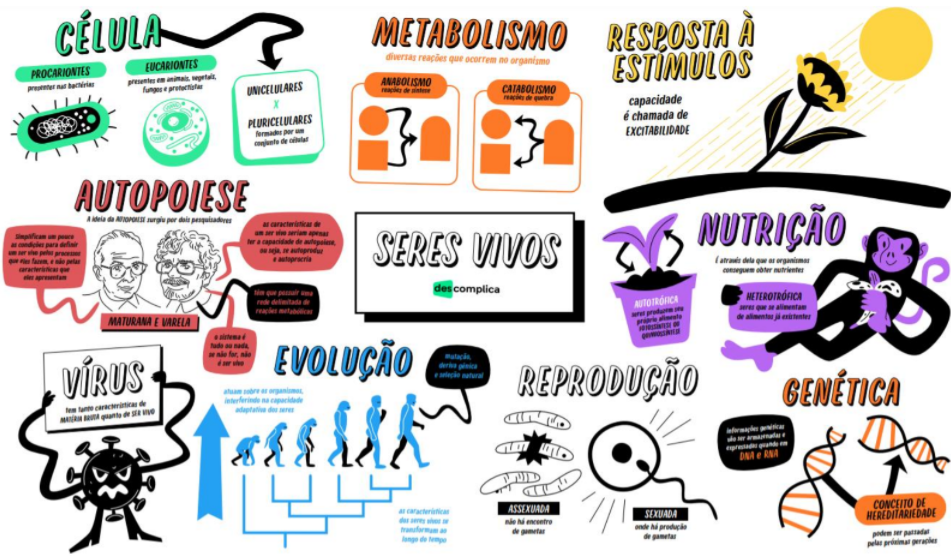 CÉLULA
PROCARIONTES
presentes nas bactérias
EUCARIONTES
presentes em animais, vegetais,
fungos e protoctistas
UNICELULARES
X
PLURICELULARES
formados por um
conjunto de células
METABOLISMO
diversas reações que ocorrem no organismo
ANABOLISMO
reações de síntese
CATABOLISMO
reações de quebra
RESPOSTA À
ESTÍMULOS
capacidade
é chamada de
EXCITABILIDADE
AUTOPOIESE
A ideia da AUTOPOIESE surgiu por dois pesquisadores
Simplificam um pouco
as condições para definir
um ser vivo pelos processos
que eles fazem, e não pelas
características que
eles apresentam
as características de
um ser vivo seriam apenas
ter a capacidade de autopoiese,
ou seja, se autoproduz
e autoprocria
têm que possuir uma
rede delimitada de
reações metabólicas
MATURANA E VARELA
o sistema é
tudo ou nada,
se não for, não
é ser vivo
SERES VIVOS
descomplica
NUTRIÇÃO
É através dela que os organismos
conseguem obter nutrientes
AUTOTRÓFICA
seres produzem seu
próprio alimento
FOTOSSÍNTESE OU
QUIMIOSSÍNTESE
HETEROTRÓFICA
seres que se alimentam
de alimentos já existentes
VÍRUS
tem tanto características de
MATÉRIA BRUTA quanto de SER VIVO
EVOLUÇÃO
atuam sobre os organismos,
interferindo na capacidade
adaptativa dos seres
mutação,
deriva gênica
e seleção natural
as características
dos seres vivos se
transformam ao
longo do tempo
REPRODUÇÃO
ASSEXUADA
não há encontro
de gametas
SEXUADA
onde há produção
de gametas
GENÉTICA
informações genéticas
são ser armazenadas e
expressadas quando em
DNA e RNA
CONCEITO DE
HEREDITARIEDADE
podem ser passadas
pelas próximas gerações